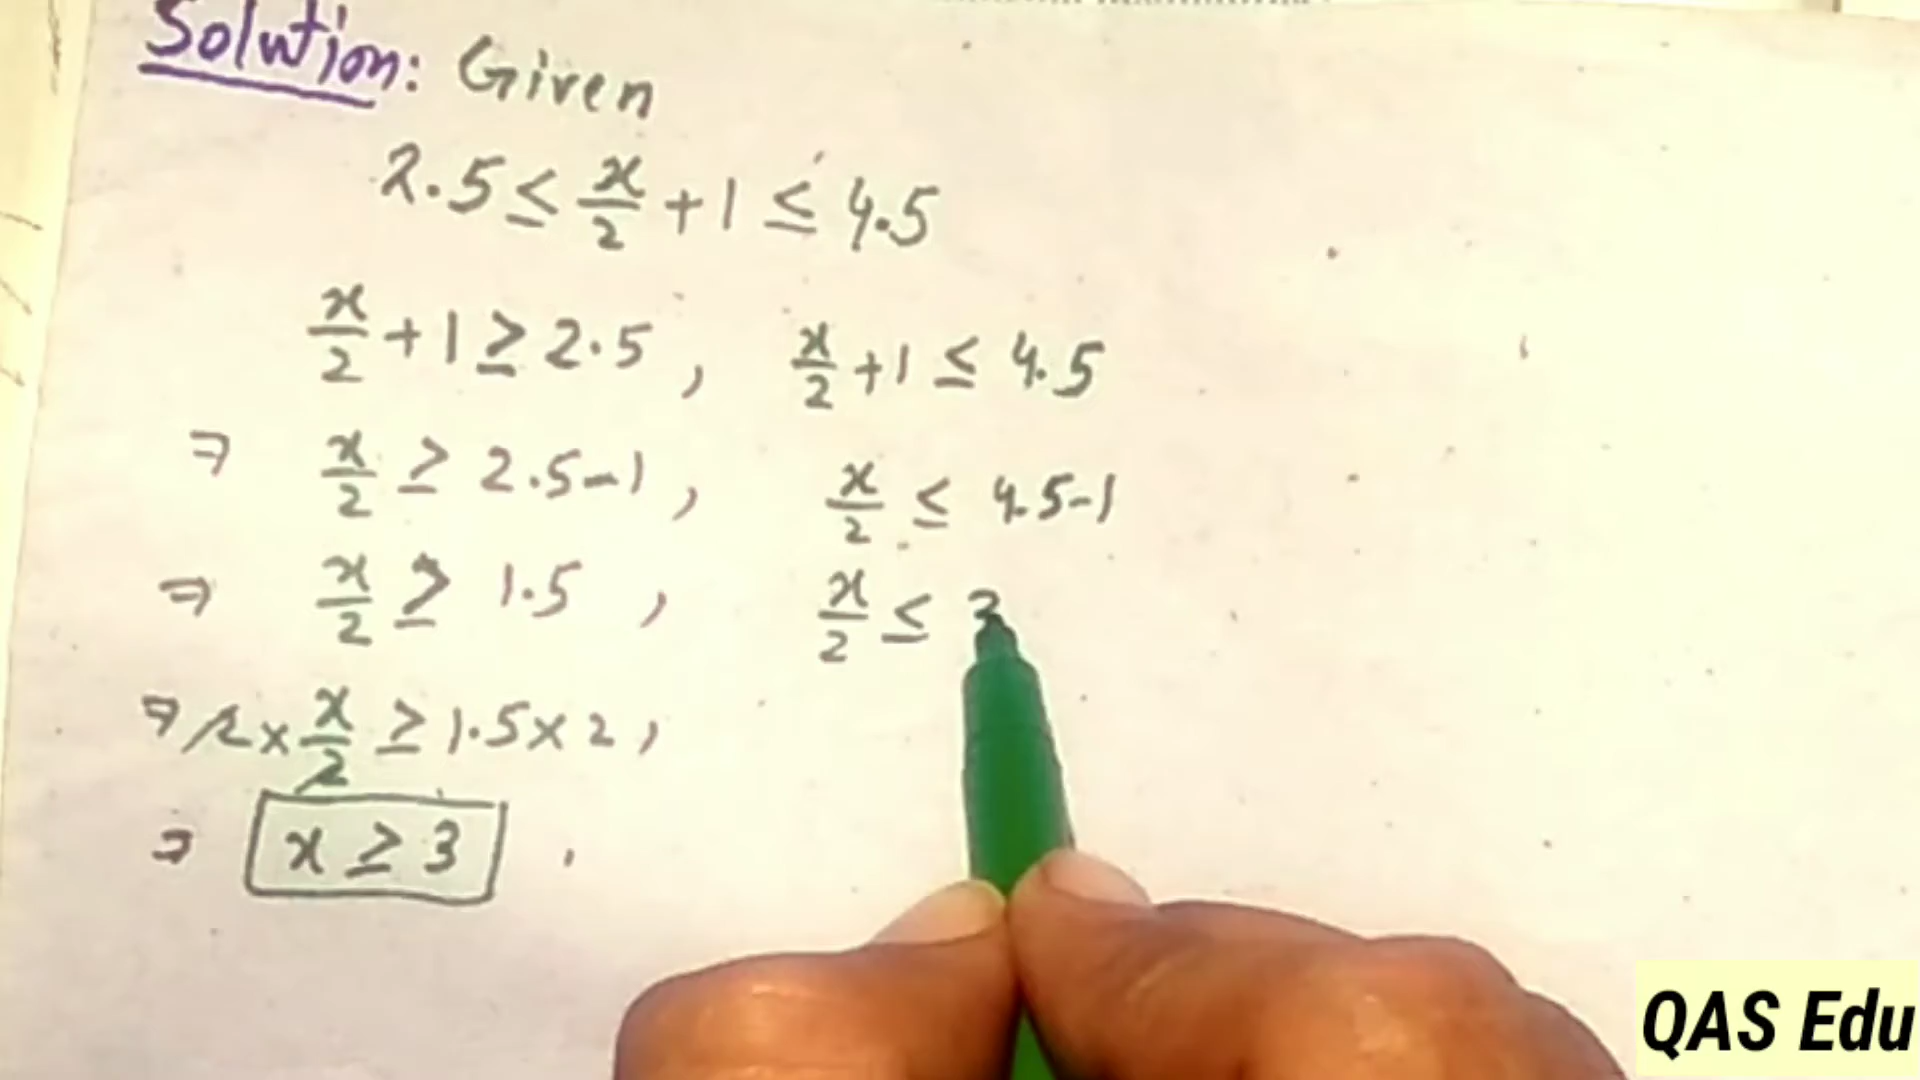 Solution: Given
2.5 ≤ x/2 + 1 ≤ 4.5
x/2 + 1 ≥ 2.5 , x/2 + 1 ≤ 4.5
⇒ x/2 ≥ 2.5-1 , x/2 ≤ 4.5-1
⇒ x/2 ≥ 1.5 , x/2 ≤ 3
⇒ 2 × x/2 ≥ 1.5 × 2 ,
⇒ x ≥ 3 ,
QAS Edu